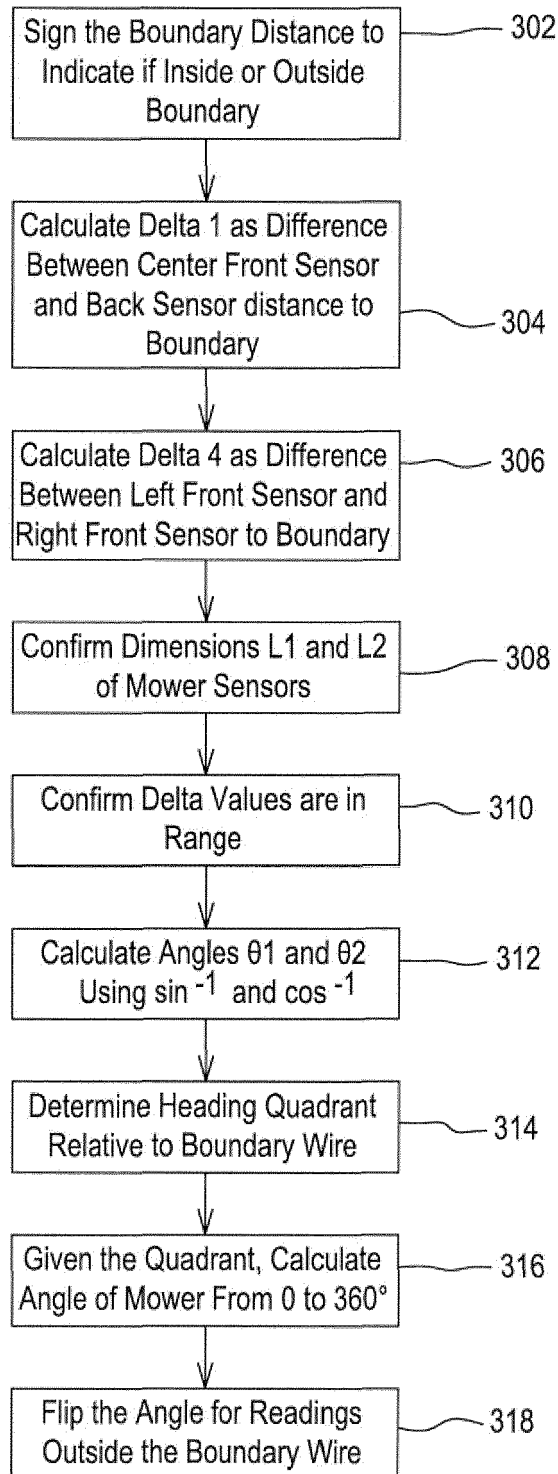 Sign the Boundary Distance to
Indicate if Inside or Outside
Boundary
302
Calculate Delta 1 as Difference
Between Center Front Sensor
and Back Sensor distance to
Boundary
304
Calculate Delta 4 as Difference
Between Left Front Sensor and
Right Front Sensor to Boundary
306
Confirm Dimensions L1 and L2
of Mower Sensors
308
Confirm Delta Values are in
Range
310
Calculate Angles θ1 and θ2
Using sin⁻¹ and cos⁻¹
312
Determine Heading Quadrant
Relative to Boundary Wire
314
Given the Quadrant, Calculate
Angle of Mower From 0 to 360°
316
Flip the Angle for Readings
Outside the Boundary Wire
318